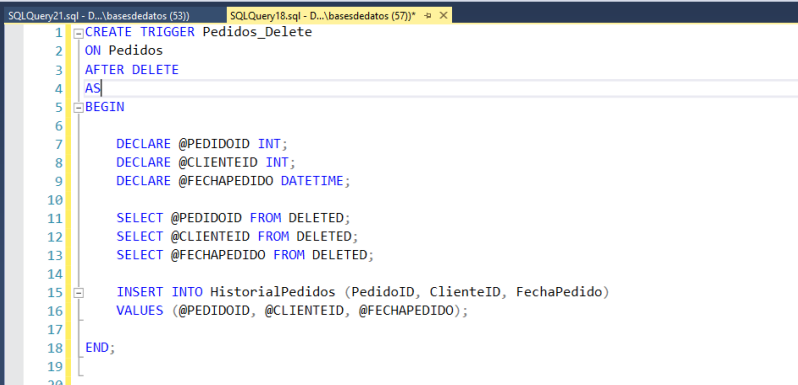 SQLQuery21.sql - D...\basesdedatos (53))
SQLQuery18.sql - D...\basesdedatos (57))*
1 CREATE TRIGGER Pedidos_Delete
2 ON Pedidos
3 AFTER DELETE
4 AS
5 BEGIN
6
7 DECLARE @PEDIDOID INT;
8 DECLARE @CLIENTEID INT;
9 DECLARE @FECHAPEDIDO DATETIME;
10
11 SELECT @PEDIDOID FROM DELETED;
12 SELECT @CLIENTEID FROM DELETED;
13 SELECT @FECHAPEDIDO FROM DELETED;
14
15 INSERT INTO HistorialPedidos (PedidoID, ClienteID, FechaPedido)
16 VALUES (@PEDIDOID, @CLIENTEID, @FECHAPEDIDO);
17
18 END;
19
20